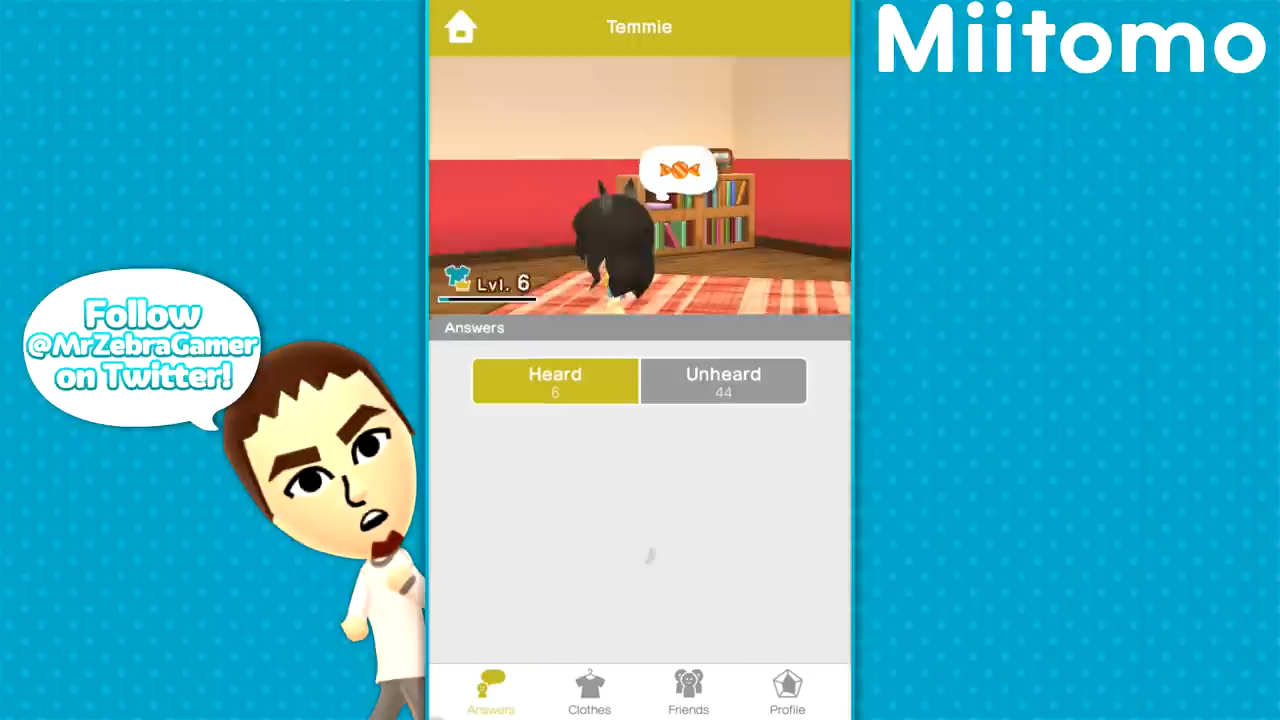 Temmie
Miitomo
Lvl. 6
Follow
@MrZebraGamer
on Twitter!
Answers
Heard
6
Unheard
44
Answers
Clothes
Friends
Profile